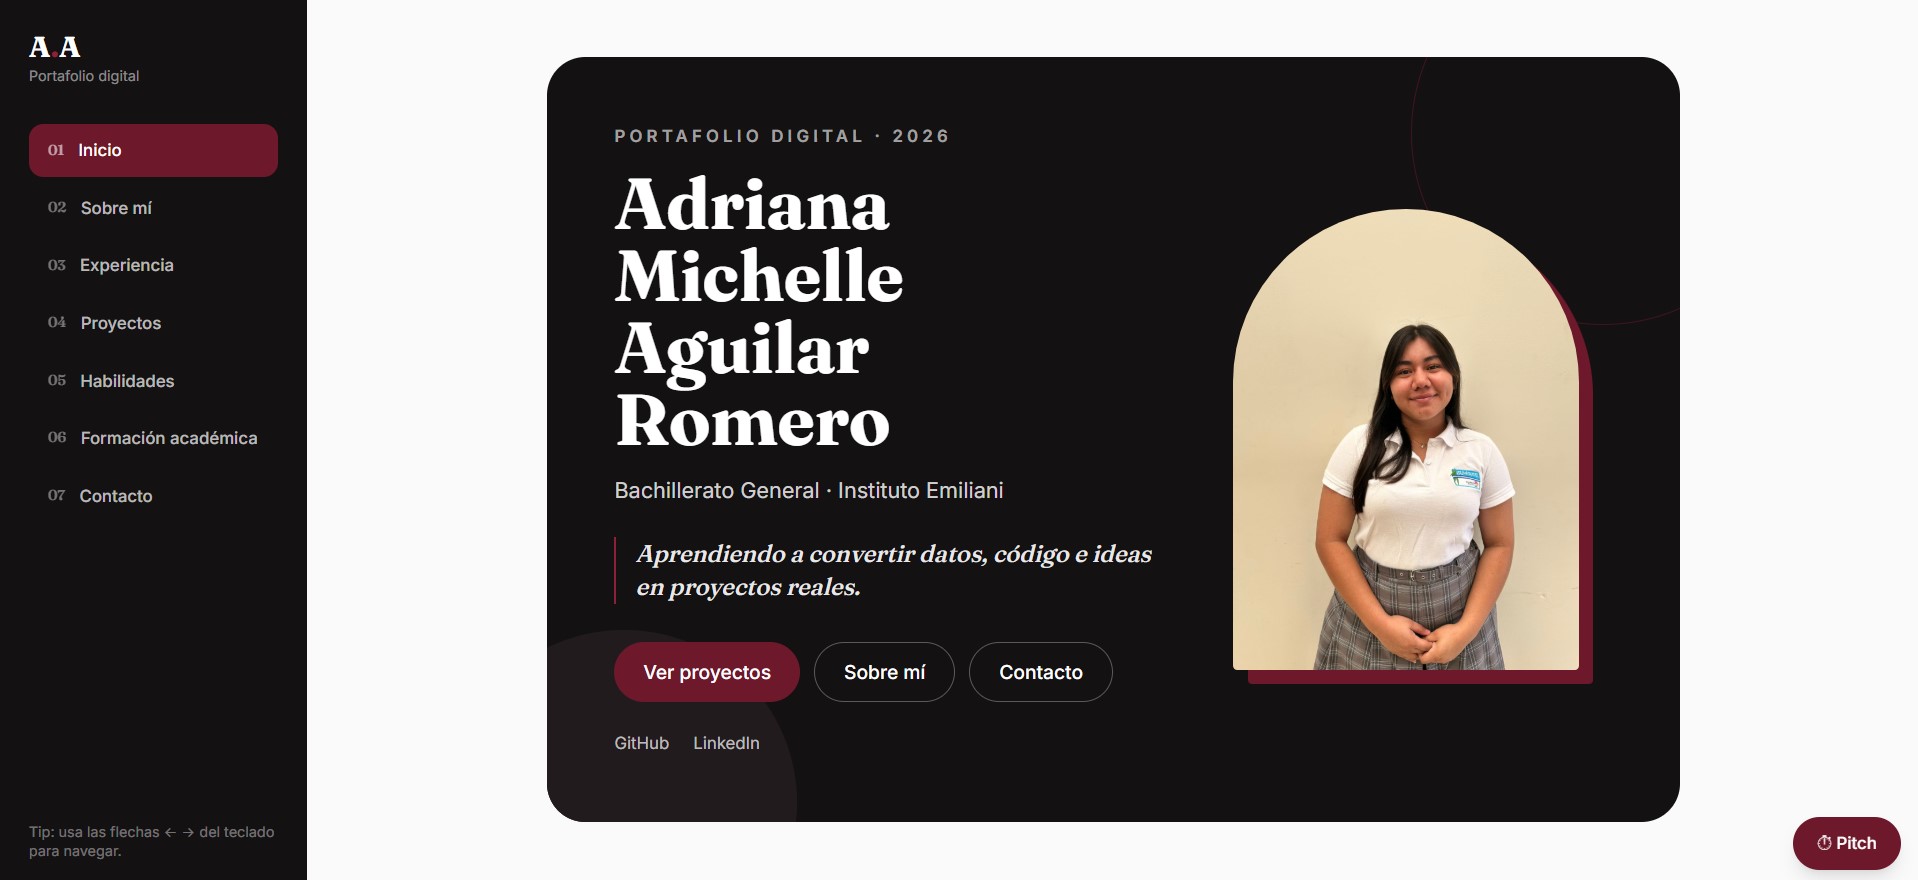 A.A
Portafolio digital
01 Inicio
02 Sobre mí
03 Experiencia
04 Proyectos
05 Habilidades
06 Formación académica
07 Contacto
Tip: usa las flechas ← → del teclado
para navegar.
PORTAFOLIO DIGITAL · 2026
Adriana
Michelle
Aguilar
Romero
Bachillerato General · Instituto Emiliani
Aprendiendo a convertir datos, código e ideas
en proyectos reales.
Ver proyectos
Sobre mí
Contacto
GitHub LinkedIn
⏱ Pitch